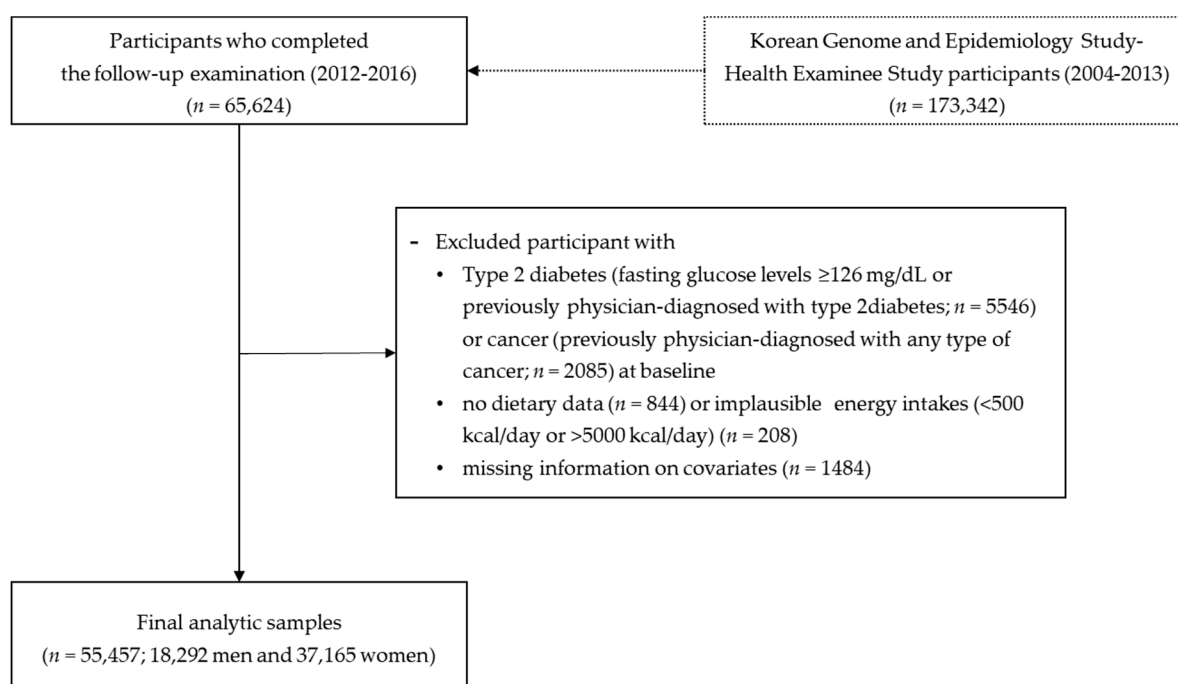 Participants who completed
the follow-up examination (2012-2016)
(n = 65,624)
Korean Genome and Epidemiology Study-
Health Examinee Study participants (2004-2013)
(n = 173,342)
- Excluded participant with
• Type 2 diabetes (fasting glucose levels ≥126 mg/dL or
previously physician-diagnosed with type 2diabetes; n = 5546)
or cancer (previously physician-diagnosed with any type of
cancer; n = 2085) at baseline
• no dietary data (n = 844) or implausible energy intakes (<500
kcal/day or >5000 kcal/day) (n = 208)
• missing information on covariates (n = 1484)
Final analytic samples
(n = 55,457; 18,292 men and 37,165 women)